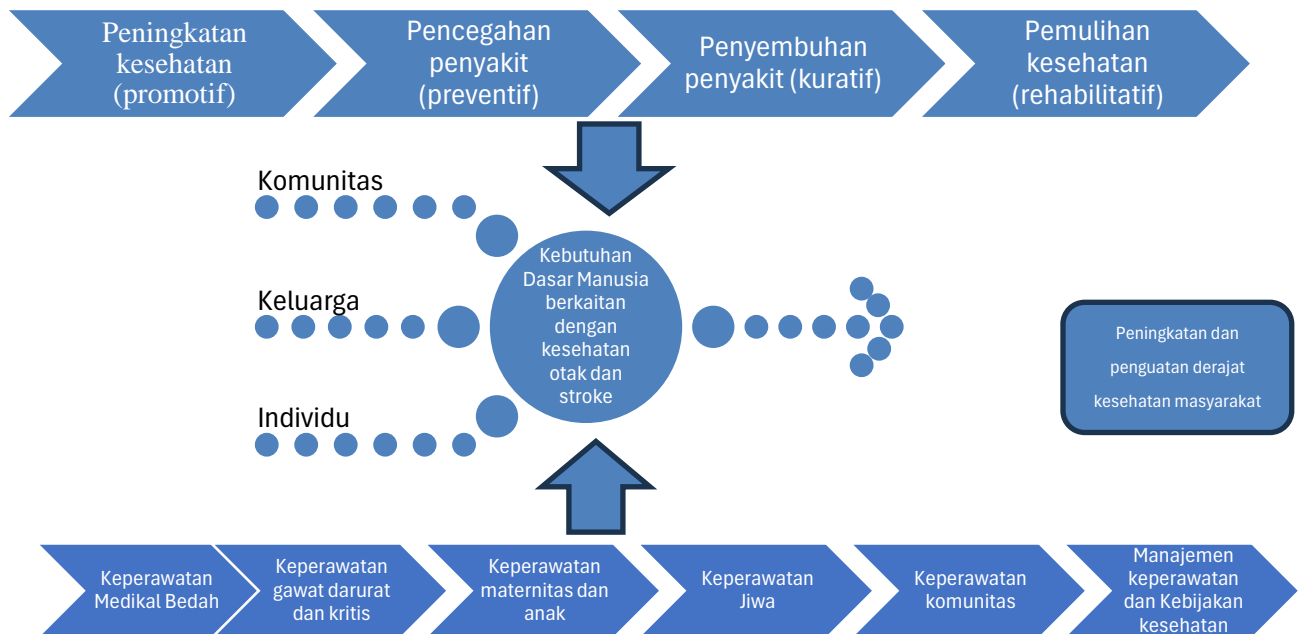 Peningkatan
kesehatan
(promotif)
Pencegahan
penyakit
(preventif)
Penyembuhan
penyakit (kuratif)
Pemulihan
kesehatan
(rehabilitatif)
Komunitas
Keluarga
Individu
Kebutuhan
Dasar Manusia
berkaitan
dengan
kesehatan
otak dan
stroke
Peningkatan dan
penguatan derajat
kesehatan masyarakat
Keperawatan
Medikal Bedah
Keperawatan
gawat darurat
dan kritis
Keperawatan
maternitas dan
anak
Keperawatan
Jiwa
Keperawatan
komunitas
Manajemen
keperawatan
dan Kebijakan
kesehatan